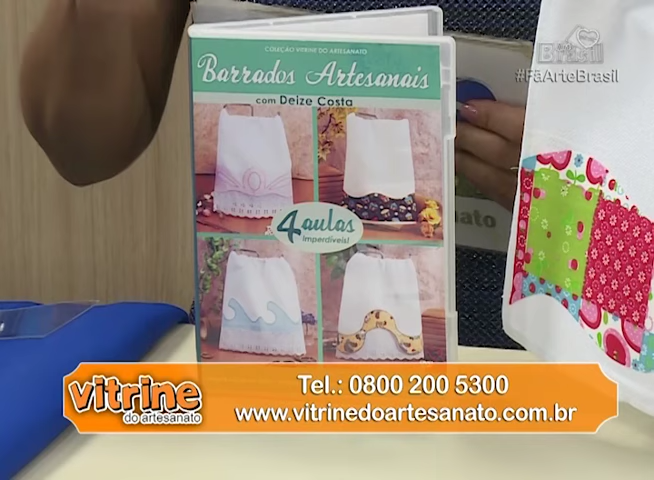 Brasil
#FãArteBrasil
COLEÇÃO VITRINE DO ARTESANATO
Barrados Artesanais
com Deize Costa
4 aulas
imperdíveis!
nato
vitrine
do artesanato
Tel.: 0800 200 5300
www.vitrinedoartesanato.com.br